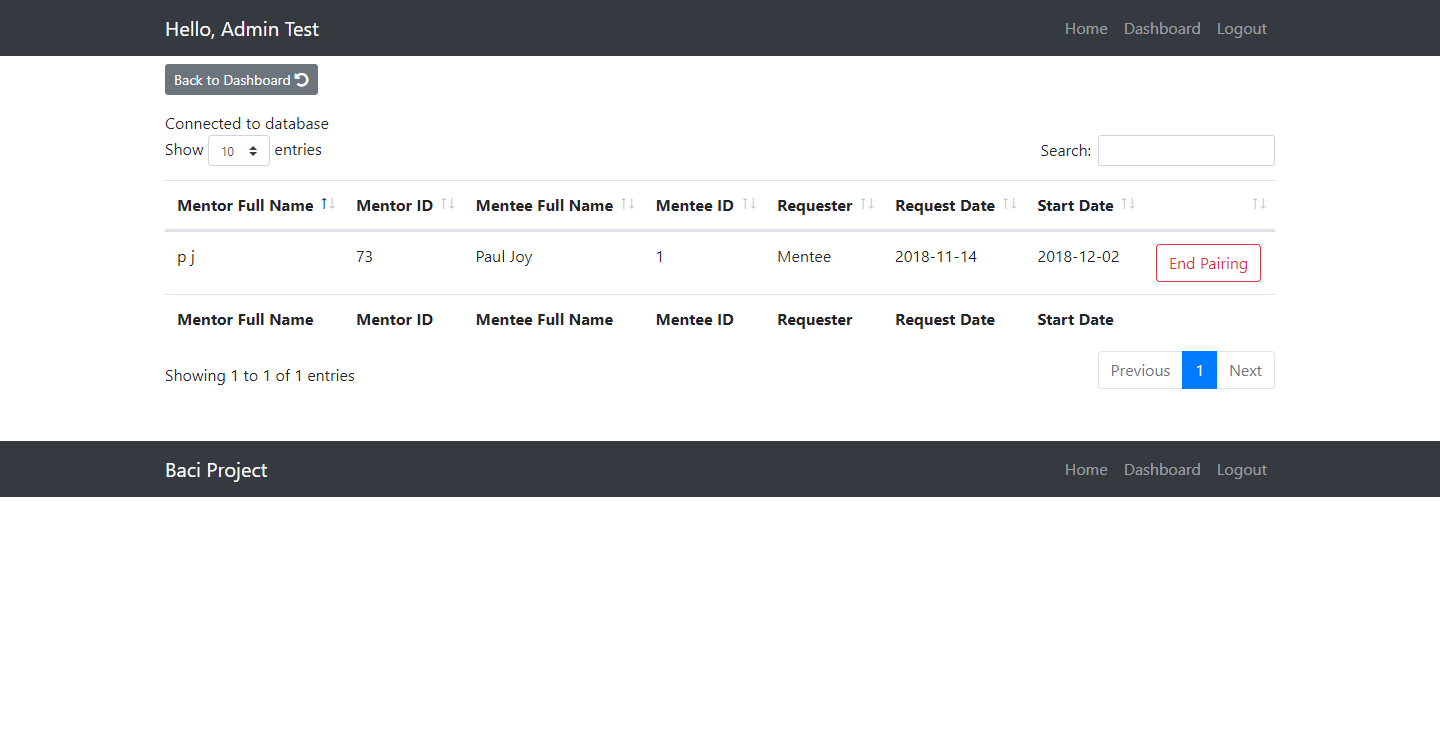 Hello, Admin Test Home Dashboard Logout
Back to Dashboard
Connected to database
Show 10 entries Search:
Mentor Full Name Mentor ID Mentee Full Name Mentee ID Requester Request Date Start Date
p j 73 Paul Joy 1 Mentee 2018-11-14 2018-12-02 End Pairing
Mentor Full Name Mentor ID Mentee Full Name Mentee ID Requester Request Date Start Date
Showing 1 to 1 of 1 entries Previous 1 Next
Baci Project Home Dashboard Logout